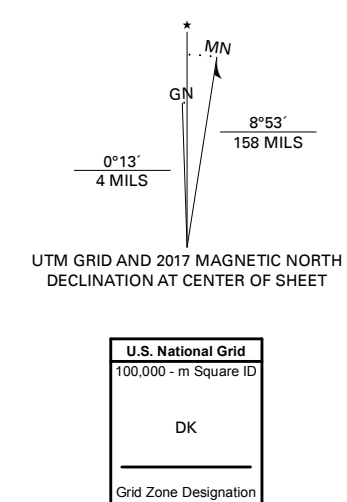 ★
MN
GN
8°53´
158 MILS
0°13´
4 MILS
UTM GRID AND 2017 MAGNETIC NORTH
DECLINATION AT CENTER OF SHEET
U.S. National Grid
100,000 - m Square ID
DK
Grid Zone Designation